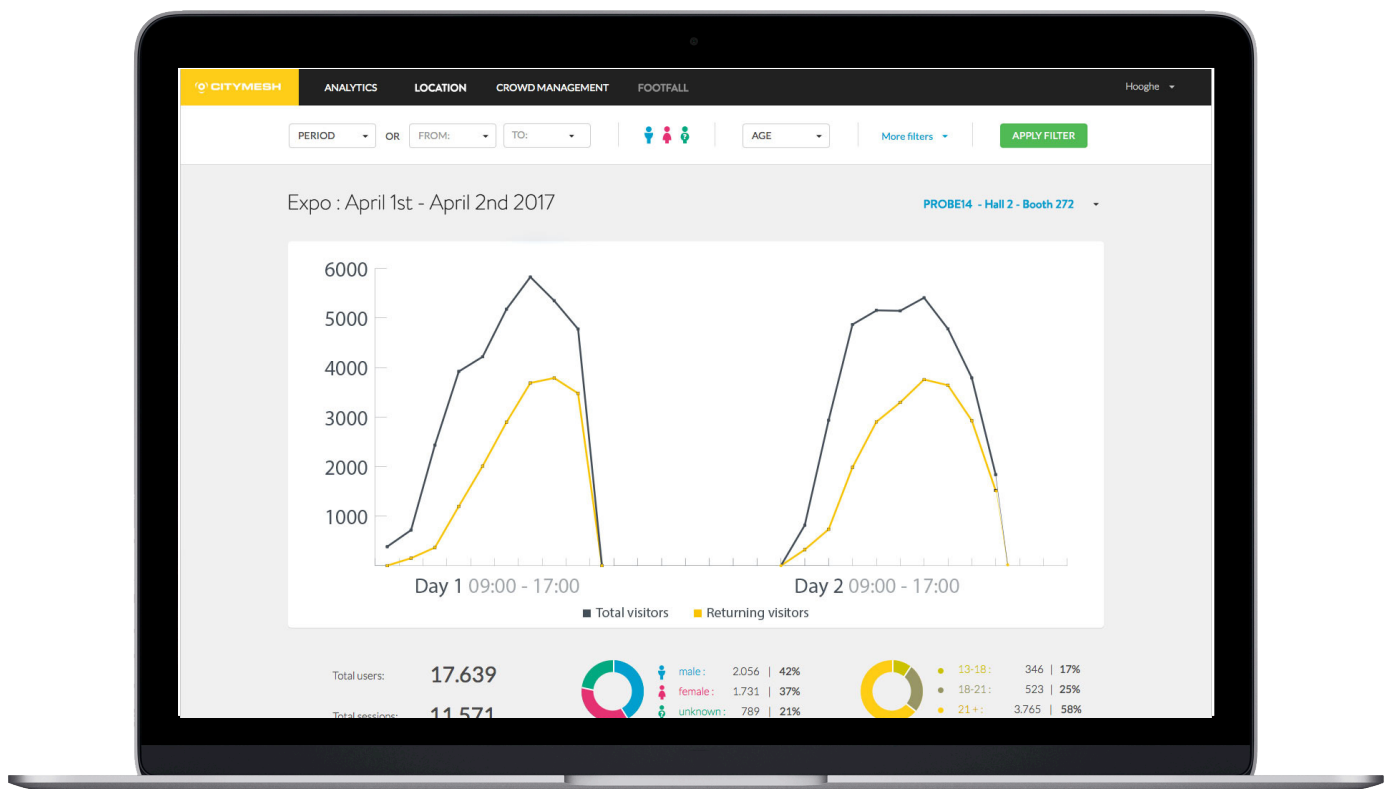 CITYMESH ANALYTICS LOCATION CROWD MANAGEMENT FOOTFALL Hooghe
PERIOD OR FROM: TO: AGE More filters APPLY FILTER
Expo : April 1st - April 2nd 2017 PROBE14 - Hall 2 - Booth 272
6000
5000
4000
3000
2000
1000
Day 1 09:00 - 17:00 Day 2 09:00 - 17:00
Total visitors Returning visitors
Total users: 17.639 male : 2.056 | 42% 13-18 : 346 | 17%
female : 1.731 | 37% 18-21 : 523 | 25%
Total sessions: 11.571 unknown : 789 | 21% 21 + : 3.765 | 58%